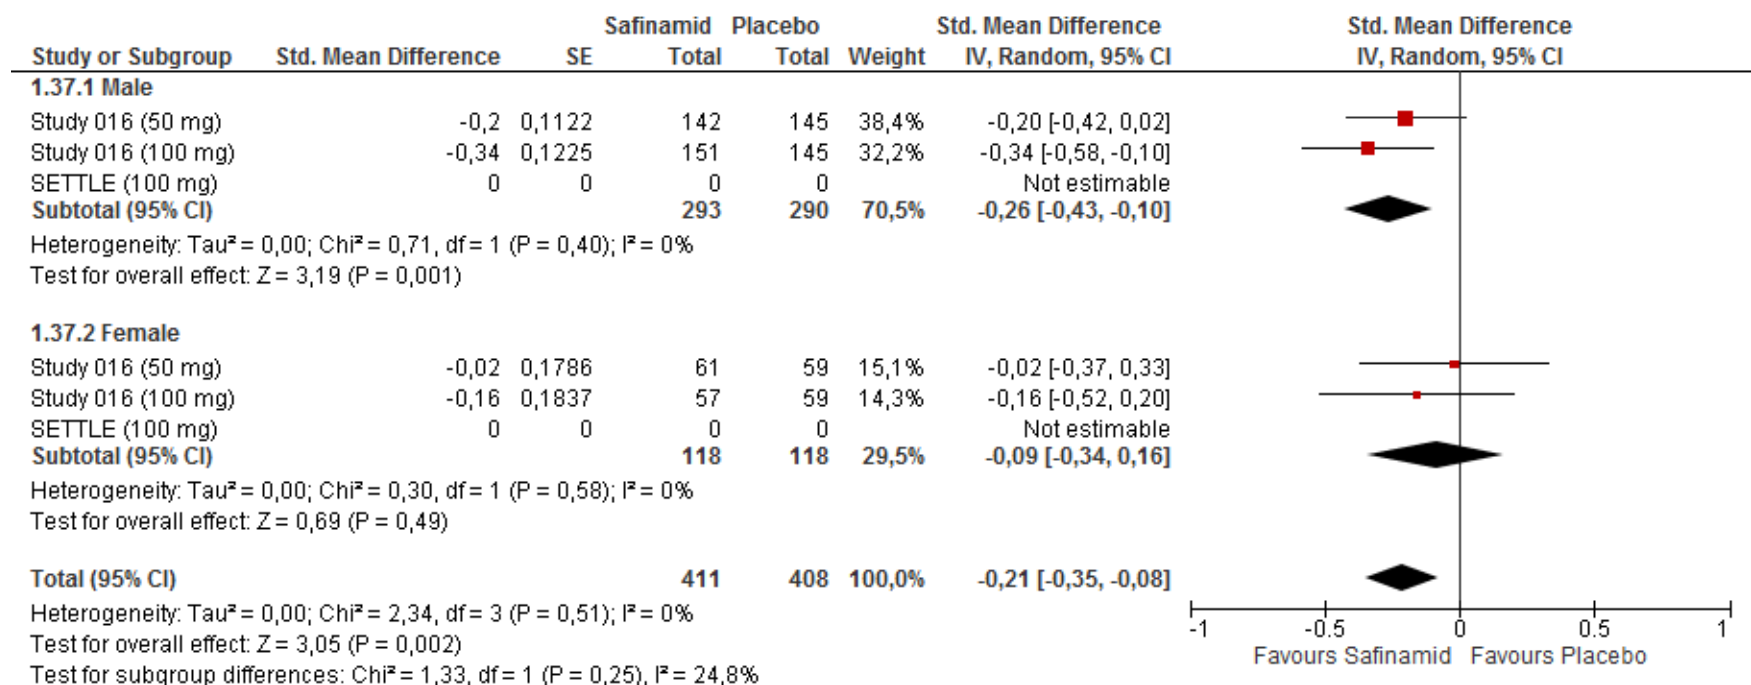 Safinamid Placebo Std. Mean Difference Std. Mean Difference
Study or Subgroup Std. Mean Difference SE Total Total Weight IV, Random, 95% CI IV, Random, 95% CI
1.37.1 Male
Study 016 (50 mg) -0,2 0,1122 142 145 38,4% -0,20 [-0,42, 0,02]
Study 016 (100 mg) -0,34 0,1225 151 145 32,2% -0,34 [-0,58, -0,10]
SETTLE (100 mg) 0 0 0 0 Not estimable
Subtotal (95% CI) 293 290 70,5% -0,26 [-0,43, -0,10]
Heterogeneity: Tau² = 0,00; Chi² = 0,71, df = 1 (P = 0,40); I² = 0%
Test for overall effect: Z = 3,19 (P = 0,001)
1.37.2 Female
Study 016 (50 mg) -0,02 0,1786 61 59 15,1% -0,02 [-0,37, 0,33]
Study 016 (100 mg) -0,16 0,1837 57 59 14,3% -0,16 [-0,52, 0,20]
SETTLE (100 mg) 0 0 0 0 Not estimable
Subtotal (95% CI) 118 118 29,5% -0,09 [-0,34, 0,16]
Heterogeneity: Tau² = 0,00; Chi² = 0,30, df = 1 (P = 0,58); I² = 0%
Test for overall effect: Z = 0,69 (P = 0,49)
Total (95% CI) 411 408 100,0% -0,21 [-0,35, -0,08]
Heterogeneity: Tau² = 0,00; Chi² = 2,34, df = 3 (P = 0,51); I² = 0%
Test for overall effect: Z = 3,05 (P = 0,002)
Test for subgroup differences: Chi² = 1,33, df = 1 (P = 0,25), I² = 24,8%
-1 -0.5 0 0.5 1
Favours Safinamid Favours Placebo